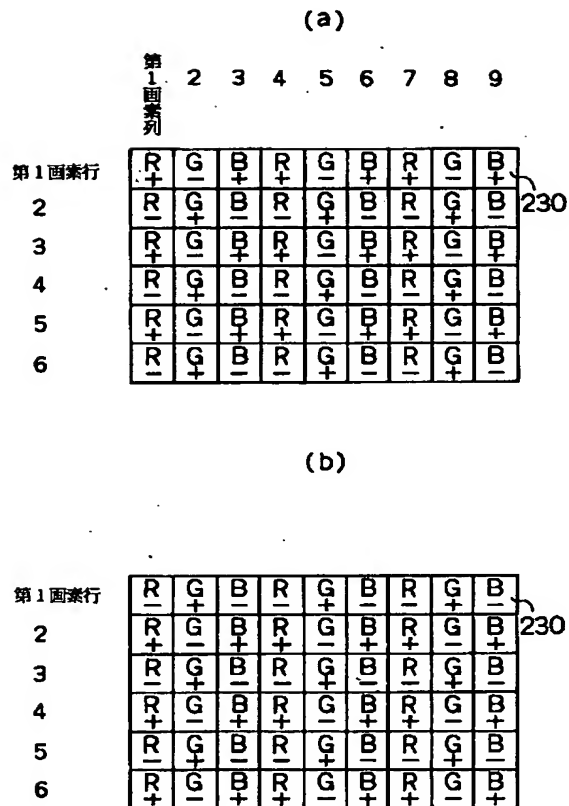 (a)
第1画素列 2 3 4 5 6 7 8 9
第1画素行 R+ G− B+ R+ G− B+ R+ G− B+ 230
2 R− G+ B− R− G+ B− R− G+ B−
3 R+ G− B+ R+ G− B+ R+ G− B+
4 R− G+ B− R− G+ B− R− G+ B−
5 R+ G− B+ R+ G− B+ R+ G− B+
6 R− G+ B− R− G+ B− R− G+ B−
(b)
第1画素行 R− G+ B− R− G+ B− R− G+ B− 230
2 R+ G− B+ R+ G− B+ R+ G− B+
3 R− G+ B− R− G+ B− R− G+ B−
4 R+ G− B+ R+ G− B+ R+ G− B+
5 R− G+ B− R− G+ B− R− G+ B−
6 R+ G− B+ R+ G− B+ R+ G− B+